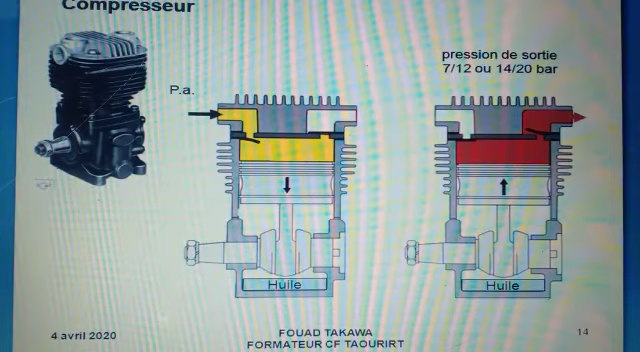 Compresseur
pression de sortie
7/12 ou 14/20 bar
P.a.
Huile
Huile
4 avril 2020
FOUAD TAKAWA
FORMATEUR CF TAOURIRT
14